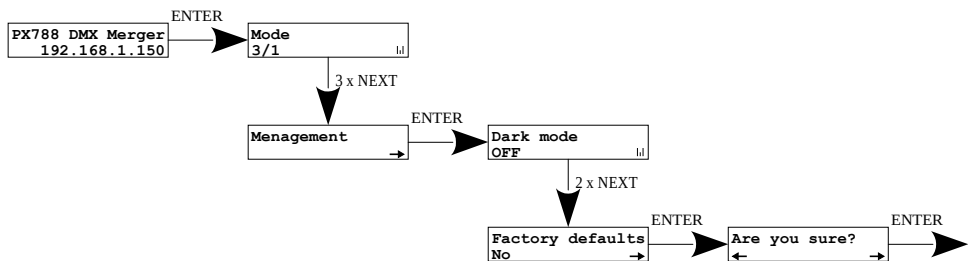 ENTER
PX788 DMX Merger
192.168.1.150
Mode
3/1
3 x NEXT
Menagement
ENTER
Dark mode
OFF
2 x NEXT
Factory defaults
No
ENTER
Are you sure?
ENTER